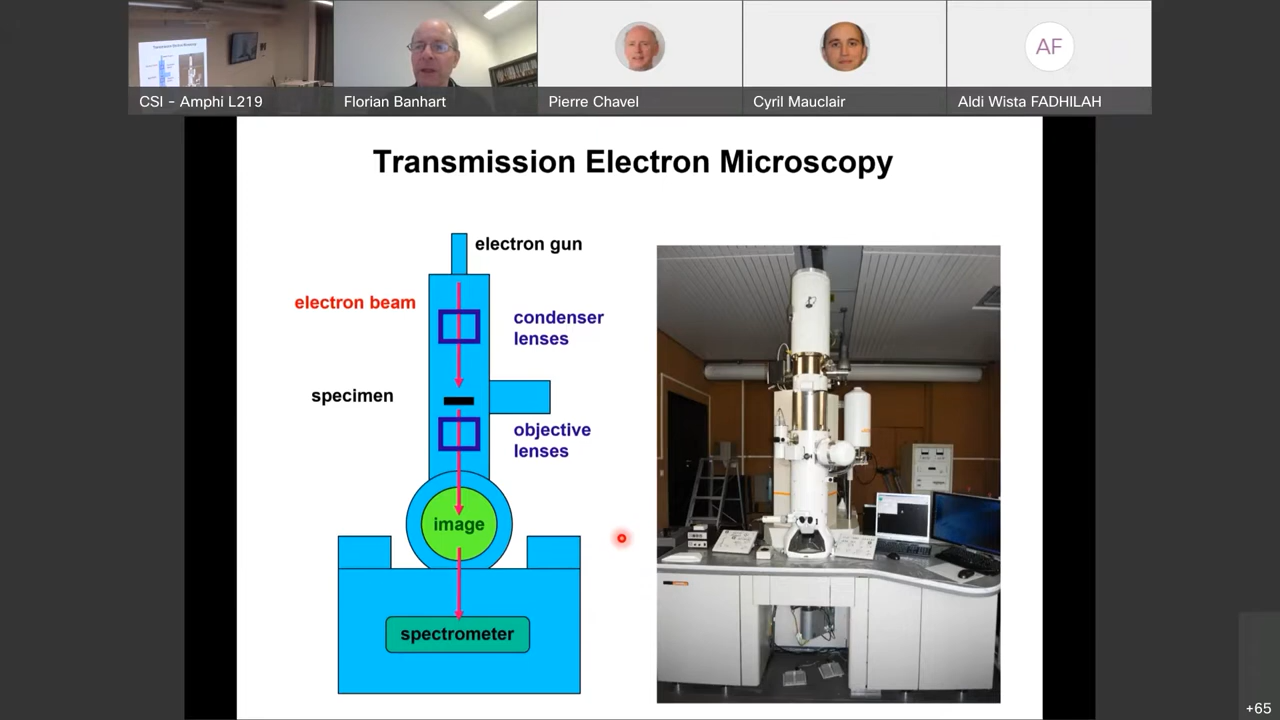 CSI - Amphi L219
Florian Banhart
Pierre Chavel
Cyril Mauclair
AF
Aldi Wista FADHILAH
Transmission Electron Microscopy
electron gun
electron beam
condenser
lenses
specimen
objective
lenses
image
spectrometer
+65